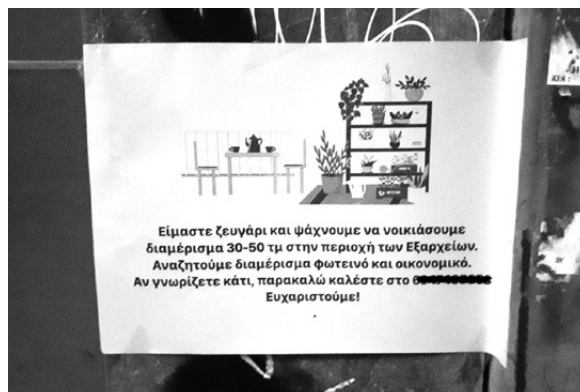 Είμαστε ζευγάρι και ψάχνουμε να νοικιάσουμε
διαμέρισμα 30-50 τμ στην περιοχή των Εξαρχείων.
Αναζητούμε διαμέρισμα φωτεινό και οικονομικό.
Αν γνωρίζετε κάτι, παρακαλώ καλέστε στο
Ευχαριστούμε!